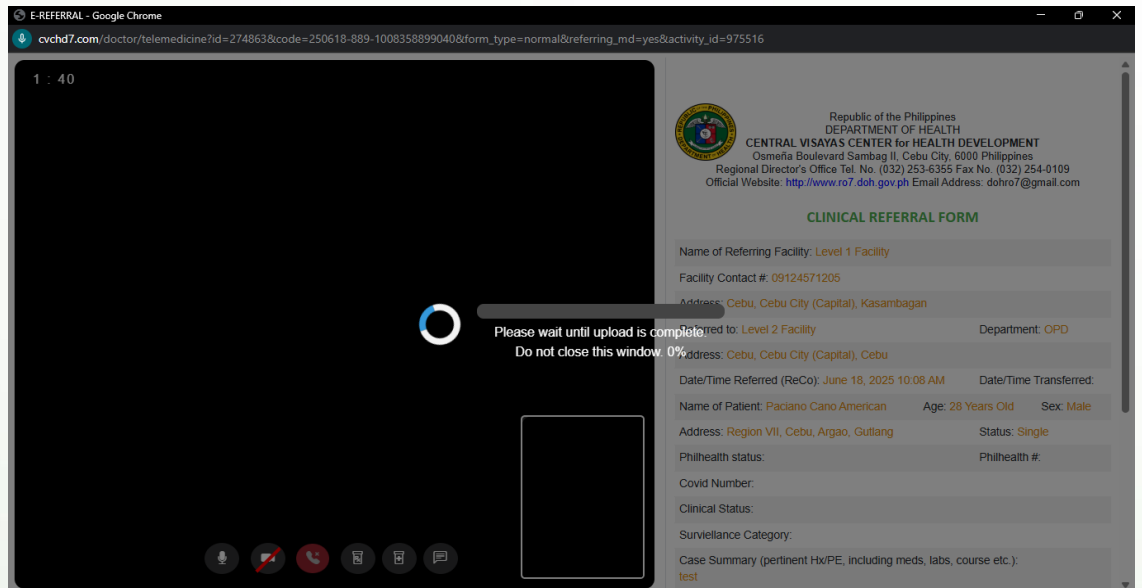 E-REFERRAL - Google Chrome
cvchd7.com/doctor/telemedicine?id=274863&code=250618-889-1008358899040&form_type=normal&referring_md=yes&activity_id=975516
1 : 40
Republic of the Philippines
DEPARTMENT OF HEALTH
CENTRAL VISAYAS CENTER for HEALTH DEVELOPMENT
Osmeña Boulevard Sambag II, Cebu City, 6000 Philippines
Regional Director's Office Tel. No. (032) 253-6355 Fax No. (032) 254-0109
Official Website: http://www.ro7.doh.gov.ph Email Address: dohro7@gmail.com
CLINICAL REFERRAL FORM
Name of Referring Facility: Level 1 Facility
Facility Contact #: 09124571205
Address: Cebu, Cebu City (Capital), Kasambagan
Please wait until upload is complete.
Do not close this window. 0%
Referred to: Level 2 Facility Department: OPD
Address: Cebu, Cebu City (Capital), Cebu
Date/Time Referred (ReCo): June 18, 2025 10:08 AM Date/Time Transferred:
Name of Patient: Paciano Cano American Age: 28 Years Old Sex: Male
Address: Region VII, Cebu, Argao, Gutlang Status: Single
Philhealth status: Philhealth #:
Covid Number:
Clinical Status:
Surviellance Category:
Case Summary (pertinent Hx/PE, including meds, labs, course etc.):
test